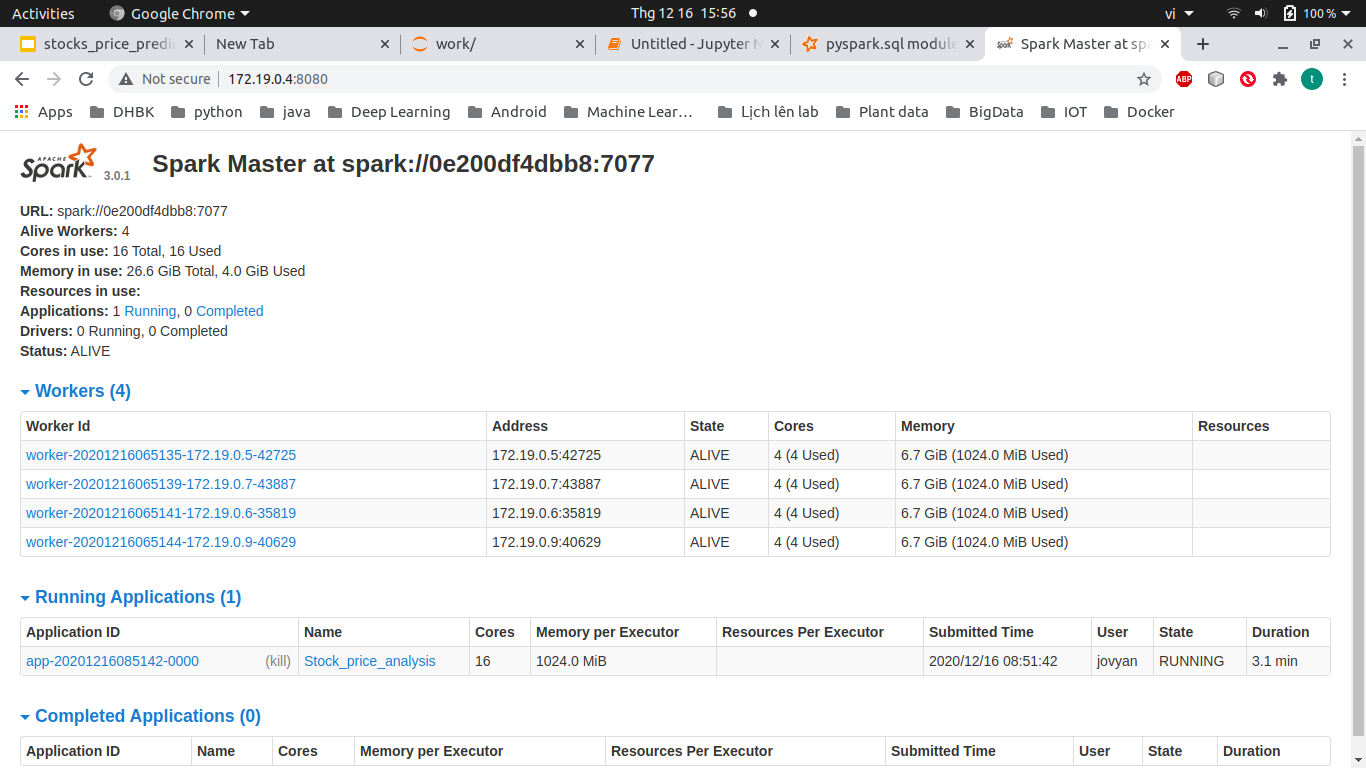 Activities Google Chrome Thg 12 16 15:56 vi 100 %
stocks_price_predi New Tab work/ Untitled - Jupyter N pyspark.sql module Spark Master at spa
Not secure 172.19.0.4:8080 ABP t
Apps DHBK python java Deep Learning Android Machine Lear… Lịch lên lab Plant data BigData IOT Docker
APACHE Spark 3.0.1 Spark Master at spark://0e200df4dbb8:7077
URL: spark://0e200df4dbb8:7077
Alive Workers: 4
Cores in use: 16 Total, 16 Used
Memory in use: 26.6 GiB Total, 4.0 GiB Used
Resources in use:
Applications: 1 Running, 0 Completed
Drivers: 0 Running, 0 Completed
Status: ALIVE
Workers (4)
Worker Id Address State Cores Memory Resources
worker-20201216065135-172.19.0.5-42725 172.19.0.5:42725 ALIVE 4 (4 Used) 6.7 GiB (1024.0 MiB Used)
worker-20201216065139-172.19.0.7-43887 172.19.0.7:43887 ALIVE 4 (4 Used) 6.7 GiB (1024.0 MiB Used)
worker-20201216065141-172.19.0.6-35819 172.19.0.6:35819 ALIVE 4 (4 Used) 6.7 GiB (1024.0 MiB Used)
worker-20201216065144-172.19.0.9-40629 172.19.0.9:40629 ALIVE 4 (4 Used) 6.7 GiB (1024.0 MiB Used)
Running Applications (1)
Application ID Name Cores Memory per Executor Resources Per Executor Submitted Time User State Duration
app-20201216085142-0000 (kill) Stock_price_analysis 16 1024.0 MiB 2020/12/16 08:51:42 jovyan RUNNING 3.1 min
Completed Applications (0)
Application ID Name Cores Memory per Executor Resources Per Executor Submitted Time User State Duration